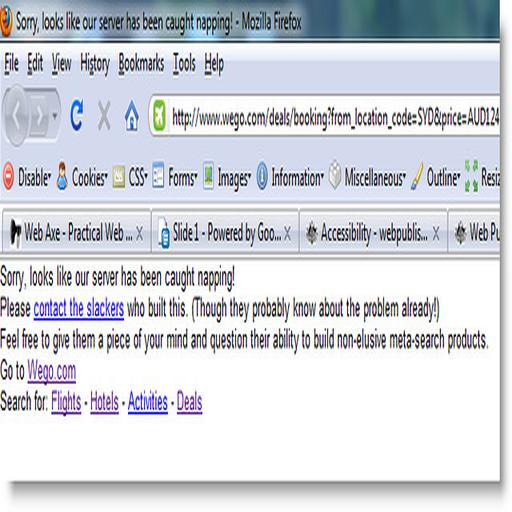 Sorry, looks like our server has been caught napping! - Mozilla Firefox
File Edit View History Bookmarks Tools Help
http://www.wego.com/deals/booking?from_location_code=SYD&price=AUD124
Disable Cookies CSS Forms Images Information Miscellaneous Outline Resiz
Web Axe - Practical Web ... Slide 1 - Powered by Goo... Accessibility - webpublis... Web Pu
Sorry, looks like our server has been caught napping!
Please contact the slackers who built this. (Though they probably know about the problem already!)
Feel free to give them a piece of your mind and question their ability to build non-elusive meta-search products.
Go to Wego.com
Search for: Flights - Hotels - Activities - Deals